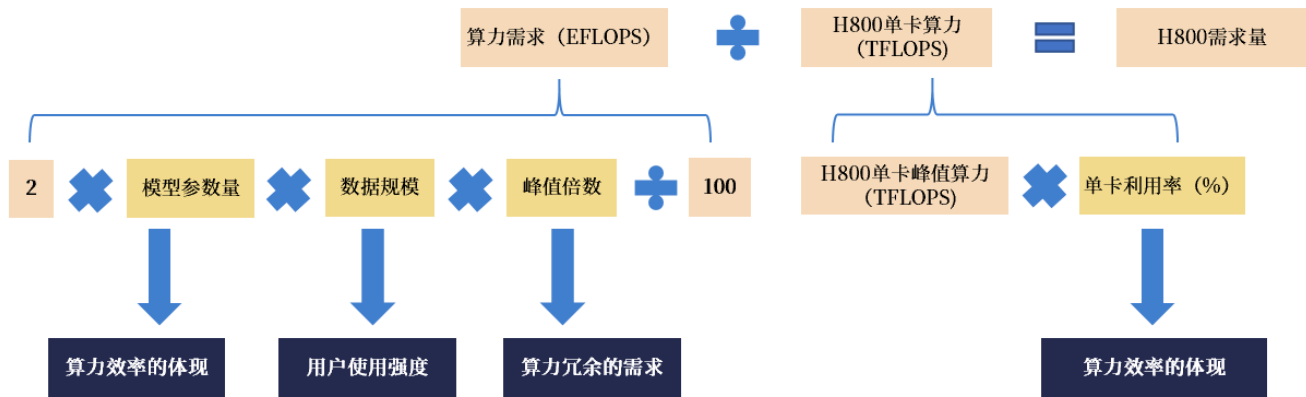 算力需求（EFLOPS）
H800单卡算力
（TFLOPS）
H800需求量
2
模型参数量
数据规模
峰值倍数
100
H800单卡峰值算力
（TFLOPS）
单卡利用率（%）
算力效率的体现
用户使用强度
算力冗余的需求
算力效率的体现